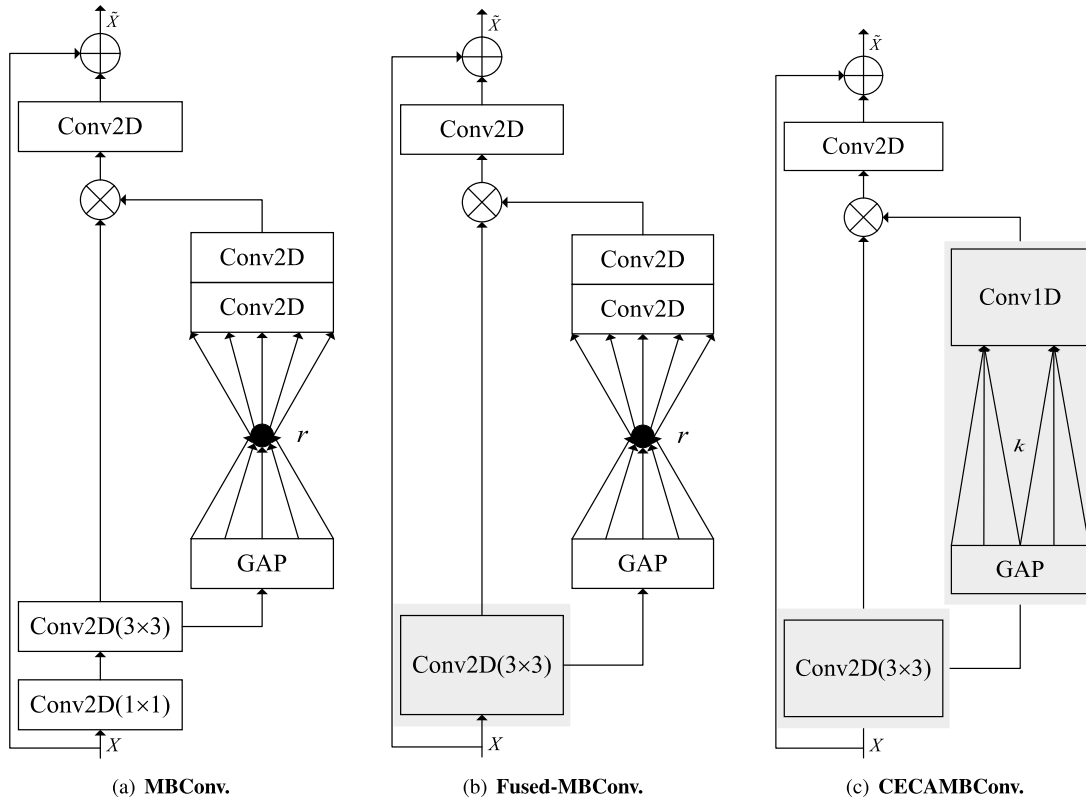 X̃
Conv2D
Conv2D
Conv2D
r
GAP
Conv2D(3×3)
Conv2D(1×1)
X
(a) MBConv.
X̃
Conv2D
Conv2D
Conv2D
r
GAP
Conv2D(3×3)
X
(b) Fused-MBConv.
X̃
Conv2D
Conv1D
k
GAP
Conv2D(3×3)
X
(c) CECAMBConv.